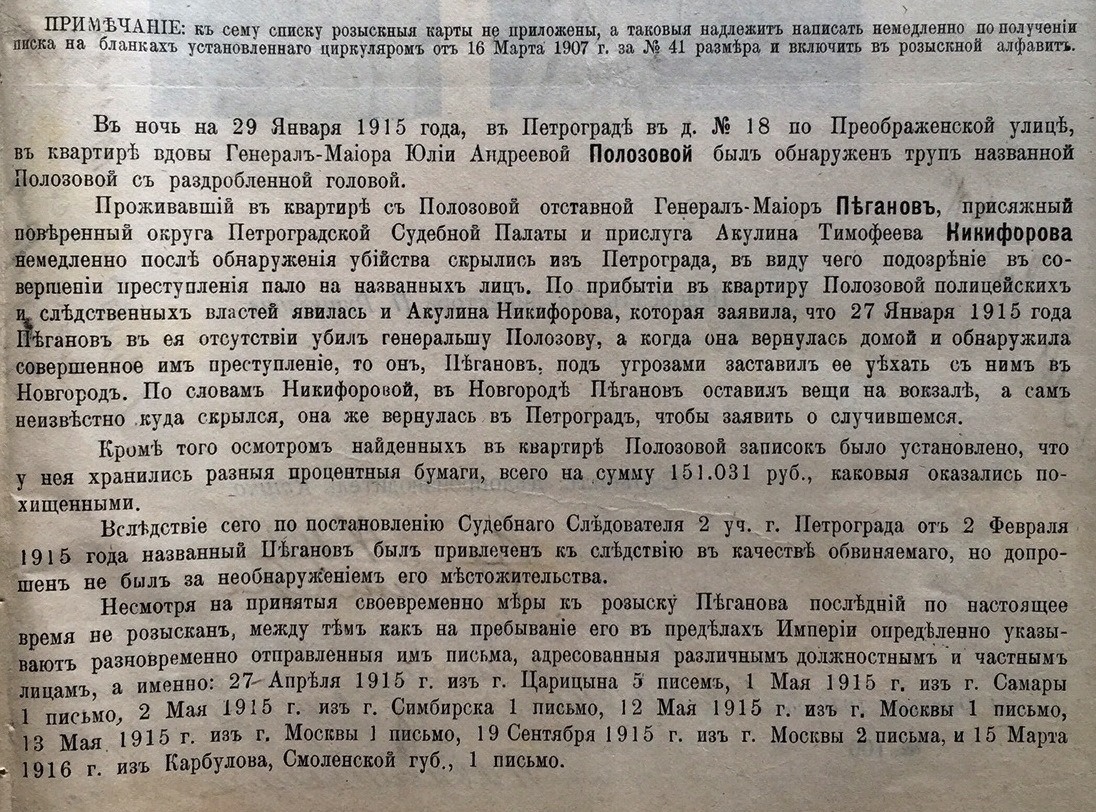 ПРИМѢЧАНІЕ: къ сему списку розыскныя карты не приложены, а таковыя надлежитъ написать немедленно по полученіи
писка на бланкахъ установленнаго циркуляромъ отъ 16 Марта 1907 г. за № 41 размѣра и включить въ розыскной алфавитъ.
Въ ночь на 29 Января 1915 года, въ Петроградѣ въ д. № 18 по Преображенской улицѣ,
въ квартирѣ вдовы Генералъ-Маіора Юліи Андреевой Полозовой былъ обнаруженъ трупъ названной
Полозовой съ раздробленной головой.
Проживавшій въ квартирѣ съ Полозовой отставной Генералъ-Маіоръ Пѣгановъ, присяжный
повѣренный округа Петроградской Судебной Палаты и прислуга Акулина Тимофеева Никифорова
немедленно послѣ обнаруженія убійства скрылись изъ Петрограда, въ виду чего подозрѣніе въ со-
вершеніи преступленія пало на названныхъ лицъ. По прибытіи въ квартиру Полозовой полицейскихъ
и слѣдственныхъ властей явилась и Акулина Никифорова, которая заявила, что 27 Января 1915 года
Пѣгановъ въ ея отсутствіи убилъ генеральшу Полозову, а когда она вернулась домой и обнаружила
совершенное имъ преступленіе, то онъ, Пѣгановъ, подъ угрозами заставилъ ее уѣхать съ нимъ въ
Новгородъ. По словамъ Никифоровой, въ Новгородѣ Пѣгановъ оставилъ вещи на вокзалѣ, а самъ
неизвѣстно куда скрылся, она же вернулась въ Петроградъ, чтобы заявить о случившемся.
Кромѣ того осмотромъ найденныхъ въ квартирѣ Полозовой записокъ было установлено, что
у нея хранились разныя процентныя бумаги, всего на сумму 151.031 руб., каковыя оказались по-
хищенными.
Вслѣдствіе сего по постановленію Судебнаго Слѣдователя 2 уч. г. Петрограда отъ 2 Февраля
1915 года названный Пѣгановъ былъ привлеченъ къ слѣдствію въ качествѣ обвиняемаго, но допро-
шенъ не былъ за необнаруженіемъ его мѣстожительства.
Несмотря на принятыя своевременно мѣры къ розыску Пѣганова послѣдній по настоящее
время не розысканъ, между тѣмъ какъ на пребываніе его въ предѣлахъ Имперіи опредѣленно указы-
ваютъ разновременно отправленныя имъ письма, адресованныя различнымъ должностнымъ и частнымъ
лицамъ, а именно: 27 Апрѣля 1915 г. изъ г. Царицына 5 писемъ, 1 Мая 1915 г. изъ г. Самары
1 письмо, 2 Мая 1915 г. изъ г. Симбирска 1 письмо, 12 Мая 1915 г. изъ г. Москвы 1 письмо,
13 Мая 1915 г. изъ г. Москвы 1 письмо, 19 Сентября 1915 г. изъ г. Москвы 2 письма, и 15 Марта
1916 г. изъ Карбулова, Смоленской губ., 1 письмо.